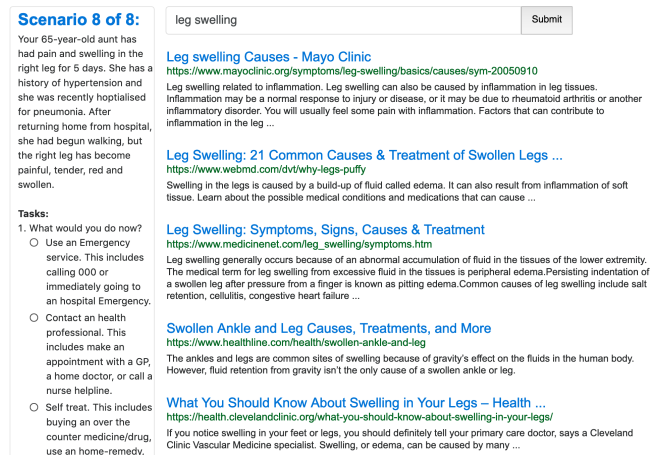 Scenario 8 of 8:
Your 65-year-old aunt has
had pain and swelling in the
right leg for 5 days. She has a
history of hypertension and
she was recently hoptialised
for pneumonia. After
returning home from hospital,
she had begun walking, but
the right leg has become
painful, tender, red and
swollen.
Tasks:
1. What would you do now?
Use an Emergency
service. This includes
calling 000 or
immediately going to
an hospital Emergency.
Contact an health
professional. This
includes make an
appointment with a GP,
a home doctor, or call a
nurse helpline.
Self treat. This includes
buying an over the
counter medicine/drug,
use an home-remedy,
leg swelling
Submit
Leg swelling Causes - Mayo Clinic
https://www.mayoclinic.org/symptoms/leg-swelling/basics/causes/sym-20050910
Leg swelling related to inflammation. Leg swelling can also be caused by inflammation in leg tissues.
Inflammation may be a normal response to injury or disease, or it may be due to rheumatoid arthritis or another
inflammatory disorder. You will usually feel some pain with inflammation. Factors that can contribute to
inflammation in the leg ...
Leg Swelling: 21 Common Causes & Treatment of Swollen Legs ...
https://www.webmd.com/dvt/why-legs-puffy
Swelling in the legs is caused by a build-up of fluid called edema. It can also result from inflammation of soft
tissue. Learn about the possible medical conditions and medications that can cause ...
Leg Swelling: Symptoms, Signs, Causes & Treatment
https://www.medicinenet.com/leg_swelling/symptoms.htm
Leg swelling generally occurs because of an abnormal accumulation of fluid in the tissues of the lower extremity.
The medical term for leg swelling from excessive fluid in the tissues is peripheral edema.Persisting indentation of
a swollen leg after pressure from a finger is known as pitting edema.Common causes of leg swelling include salt
retention, cellulitis, congestive heart failure ...
Swollen Ankle and Leg Causes, Treatments, and More
https://www.healthline.com/health/swollen-ankle-and-leg
The ankles and legs are common sites of swelling because of gravity's effect on the fluids in the human body.
However, fluid retention from gravity isn't the only cause of a swollen ankle or leg.
What You Should Know About Swelling in Your Legs – Health ...
https://health.clevelandclinic.org/what-you-should-know-about-swelling-in-your-legs/
If you notice swelling in your feet or legs, you should definitely tell your primary care doctor, says a Cleveland
Clinic Vascular Medicine specialist. Swelling, or edema, can be caused by many ...